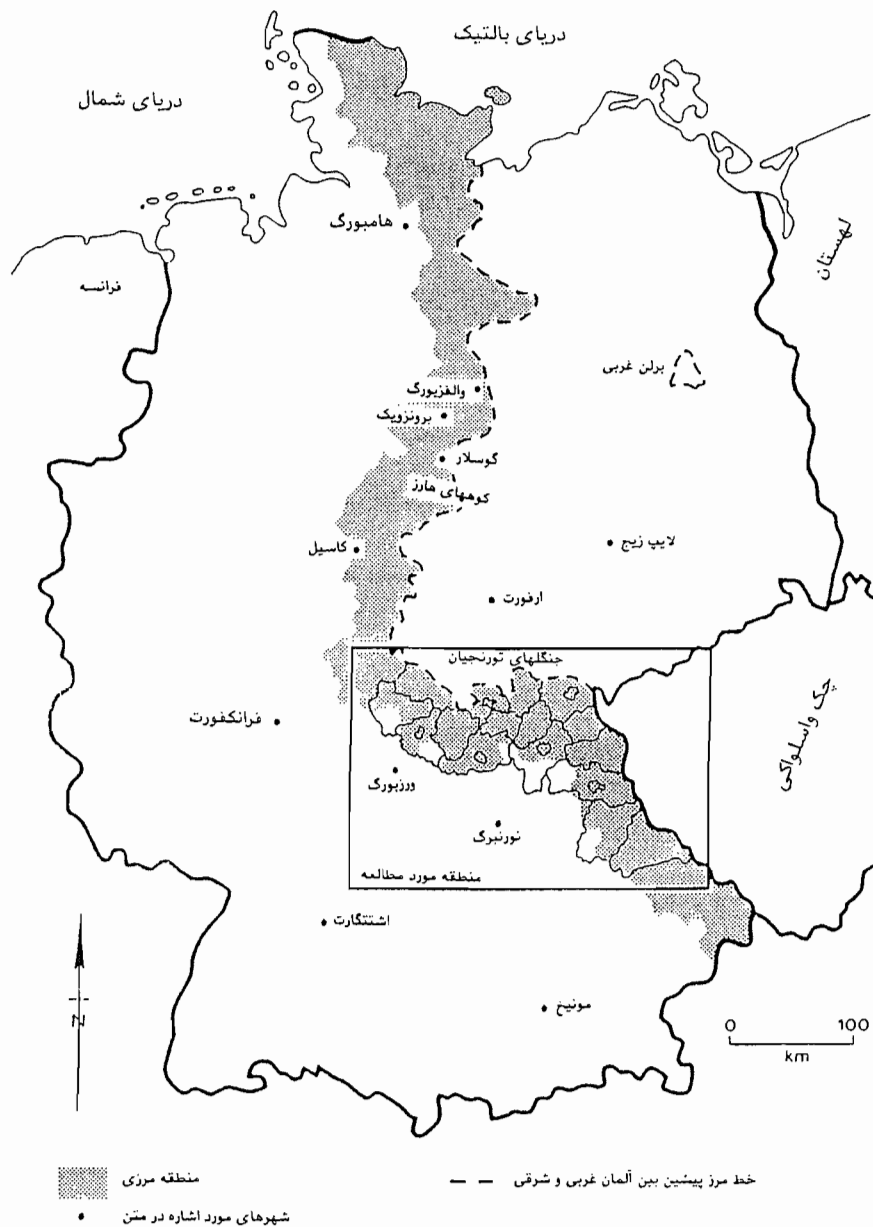 دریای بالتیک
دریای شمال
هامبورگ
لهستان
فرانسه
برلن غربی
والفزبورگ
برونزویک
گوسلار
کوههای هارز
لایپ زیج
کاسیل
ارفورت
جنگلهای تورنجیان
چک واسلواکی
فرانکفورت
ورزبورگ
نورنبرگ
منطقه مورد مطالعه
اشتتگارت
مونیخ
N
0 100
km
منطقه مرزی
خط مرز پیشین بین آلمان غربی و شرقی
شهرهای مورد اشاره در متن